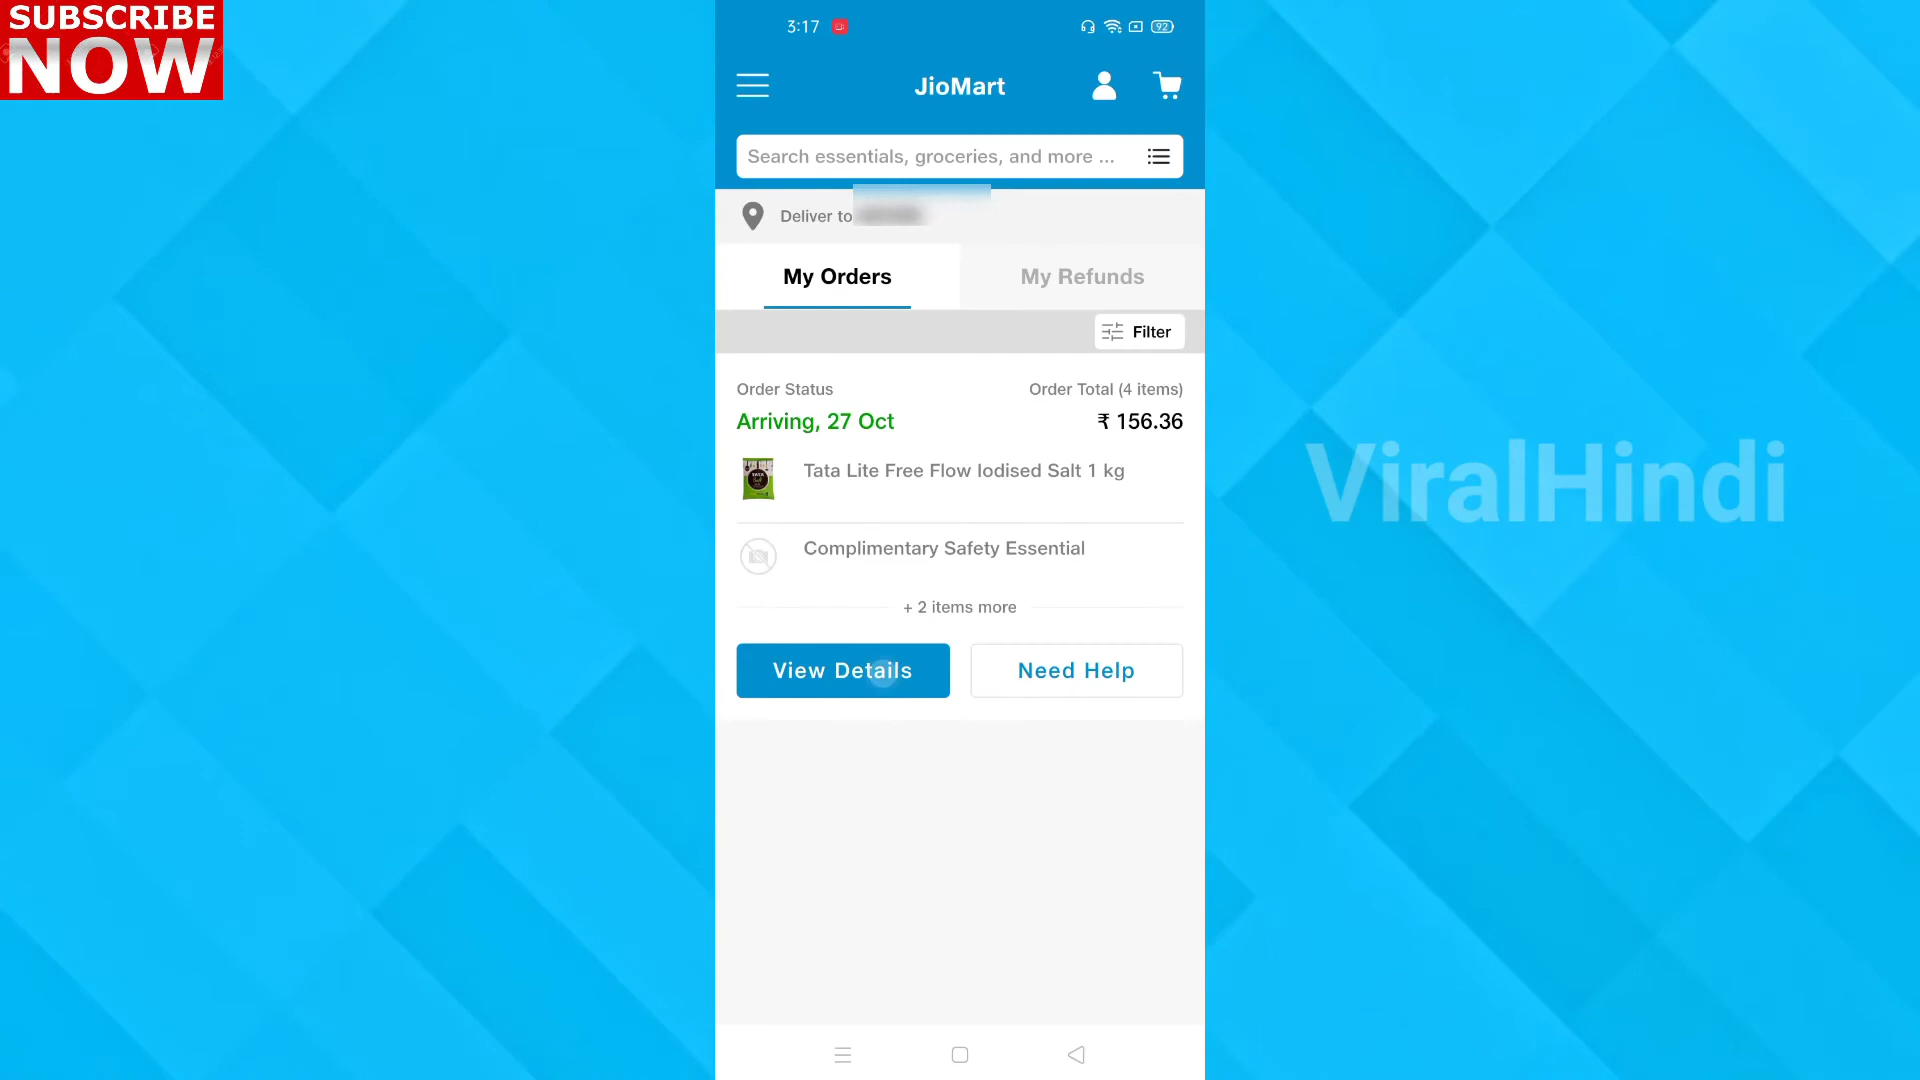 SUBSCRIBE
NOW
3:17
92
JioMart
Search essentials, groceries, and more ...
Deliver to
My Orders
My Refunds
Filter
Order Status
Order Total (4 items)
Arriving, 27 Oct
₹ 156.36
Tata Lite Free Flow Iodised Salt 1 kg
Complimentary Safety Essential
+ 2 items more
View Details
Need Help
ViralHindi